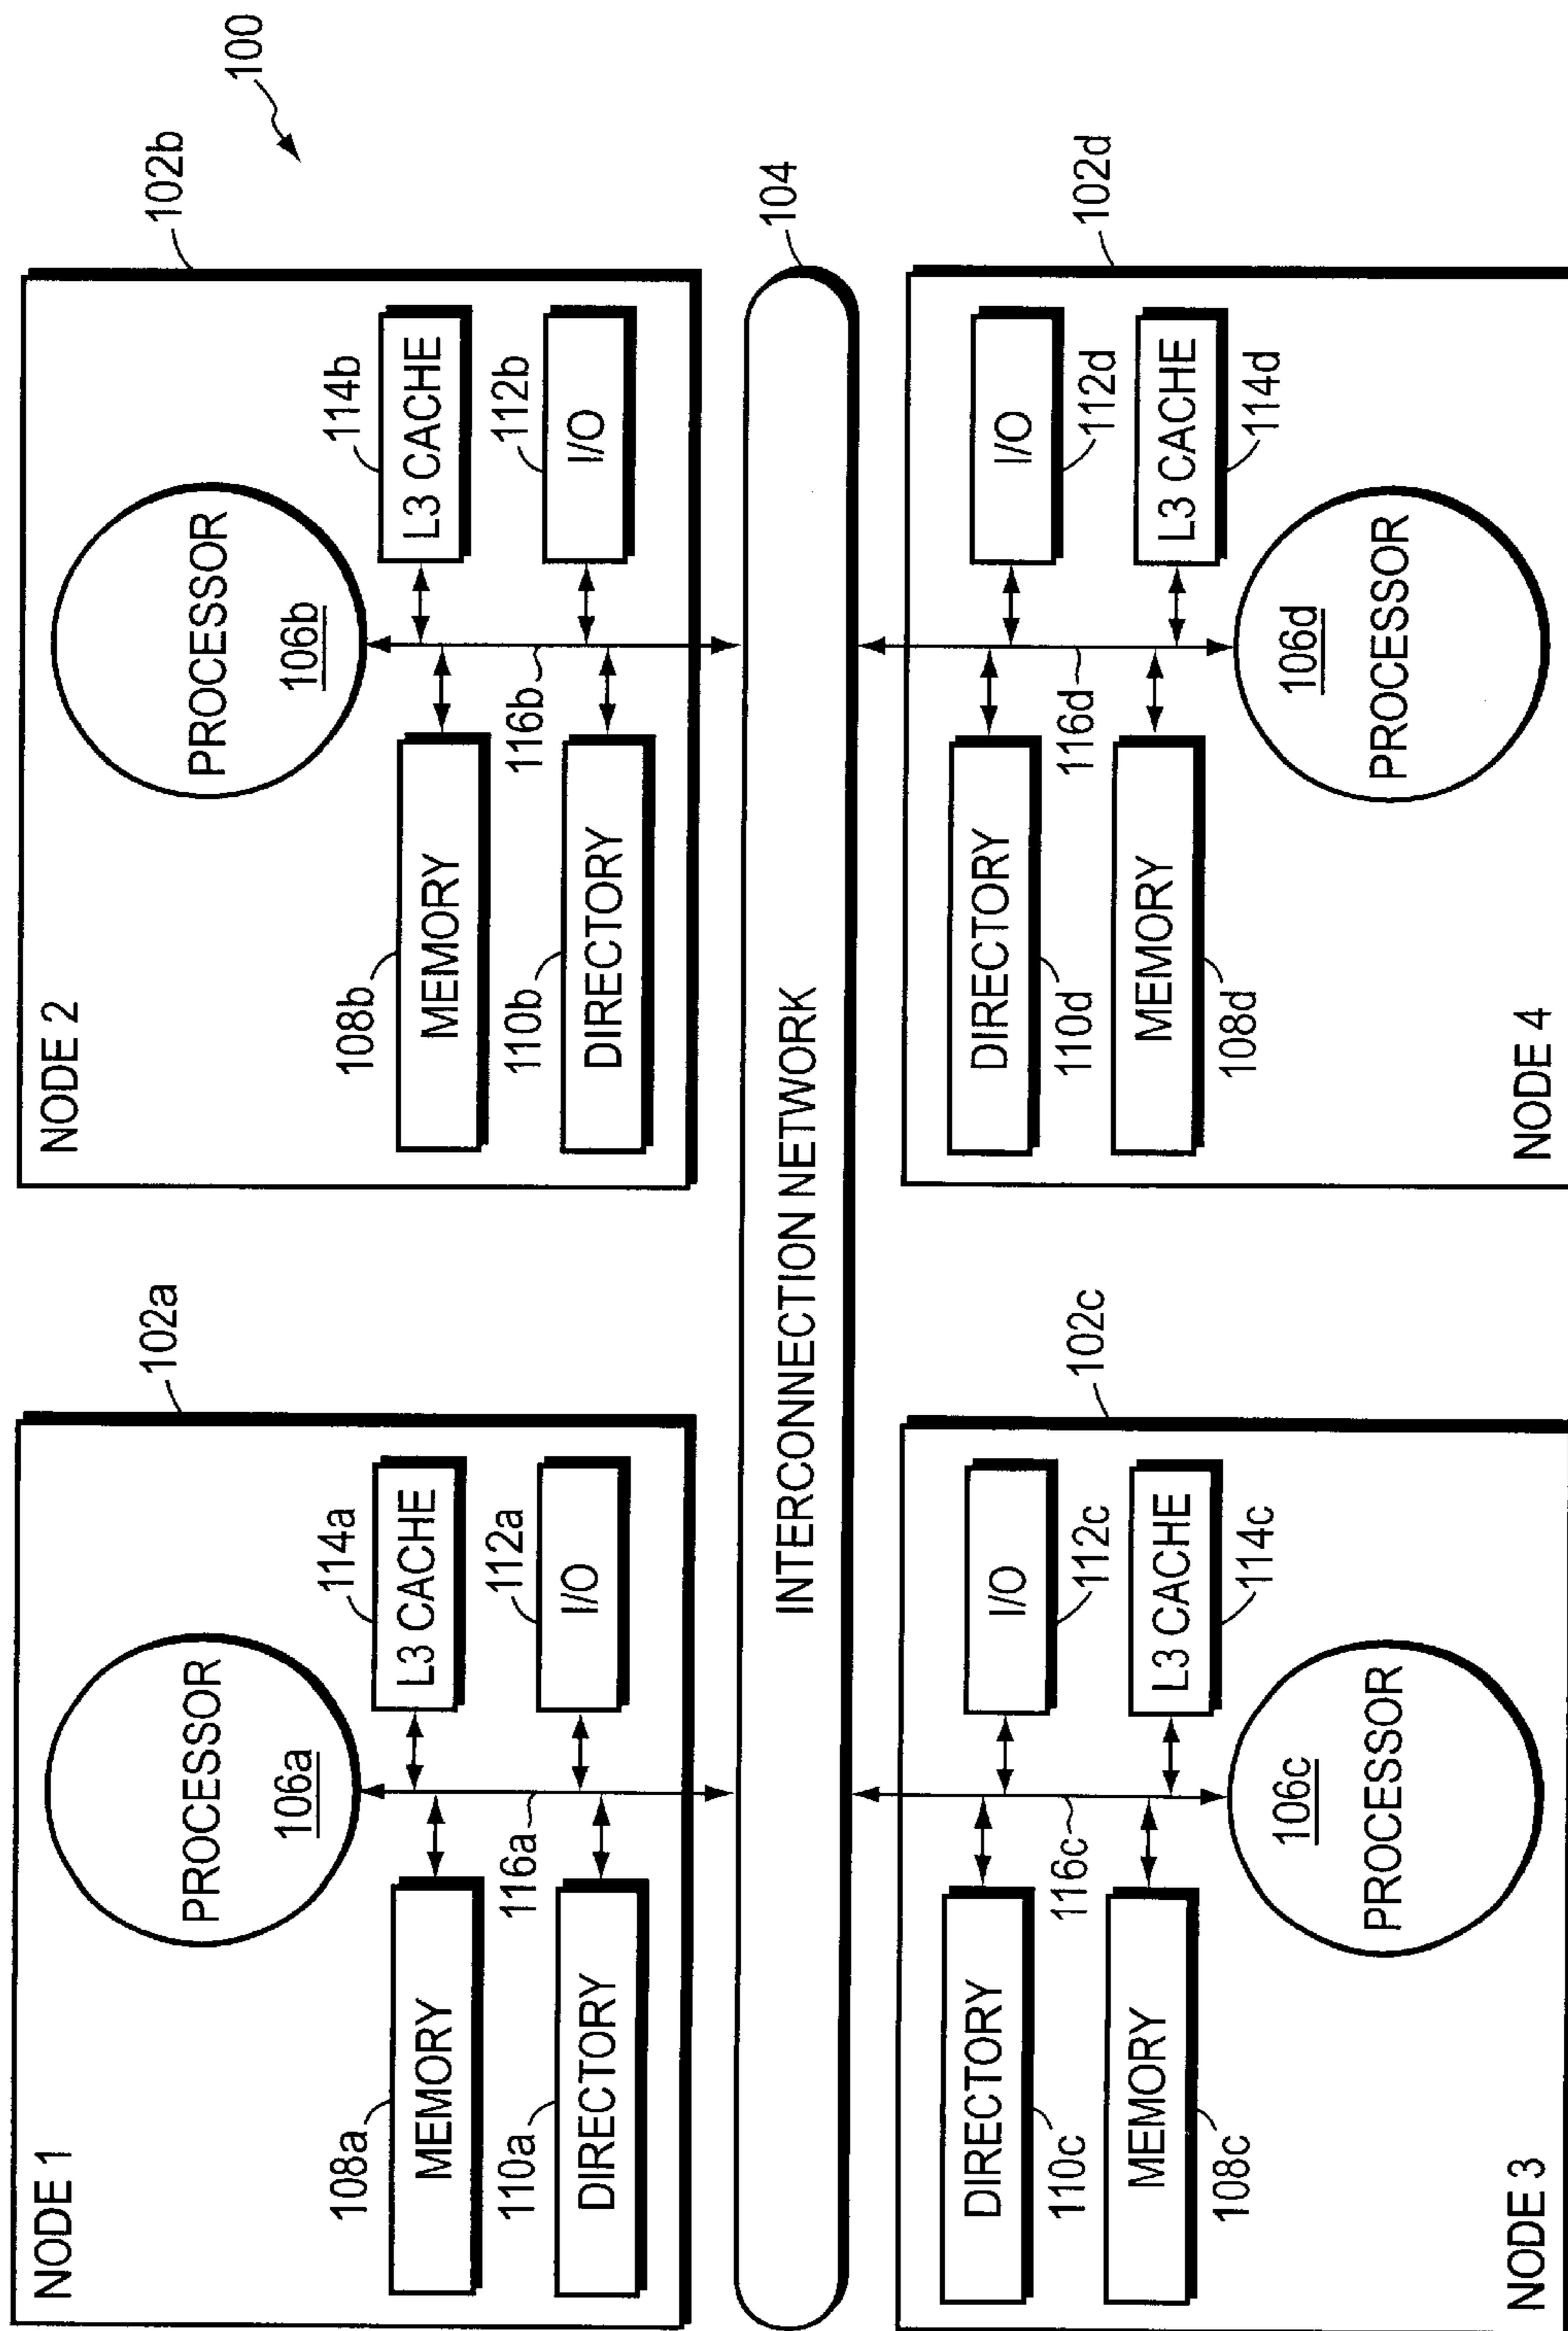 100
NODE 1
102a
PROCESSOR
106a
108a
MEMORY
114a
L3 CACHE
116a
110a
DIRECTORY
112a
I/O
NODE 2
102b
PROCESSOR
106b
108b
MEMORY
114b
L3 CACHE
116b
110b
DIRECTORY
112b
I/O
INTERCONNECTION NETWORK
104
102c
DIRECTORY
110c
I/O
112c
116c
MEMORY
108c
L3 CACHE
114c
106c
PROCESSOR
NODE 3
102d
DIRECTORY
110d
I/O
112d
116d
MEMORY
108d
L3 CACHE
114d
106d
PROCESSOR
NODE 4